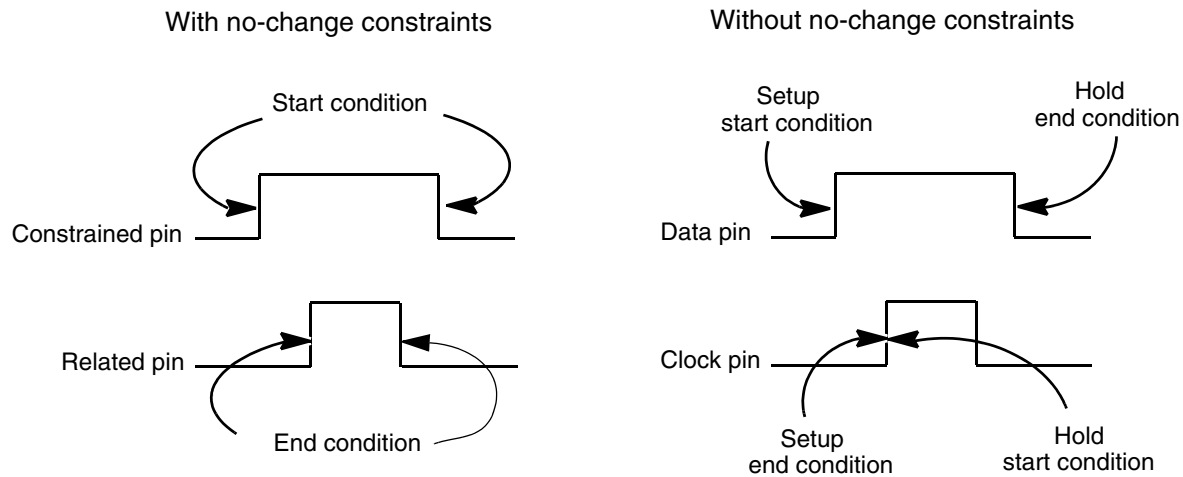 With no-change constraints
Start condition
Constrained pin
Related pin
End condition
Without no-change constraints
Setup
start condition
Hold
end condition
Data pin
Clock pin
Setup
end condition
Hold
start condition